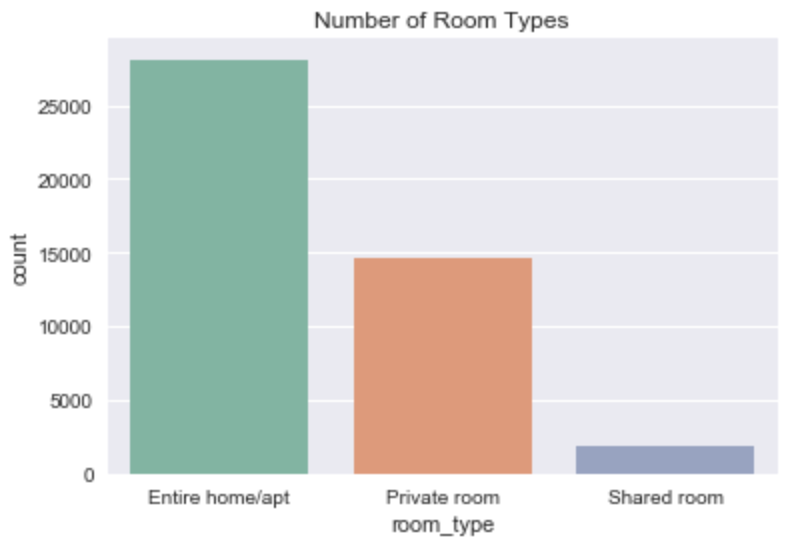 Number of Room Types
count
25000
20000
15000
10000
5000
0
Entire home/apt
Private room
Shared room
room_type